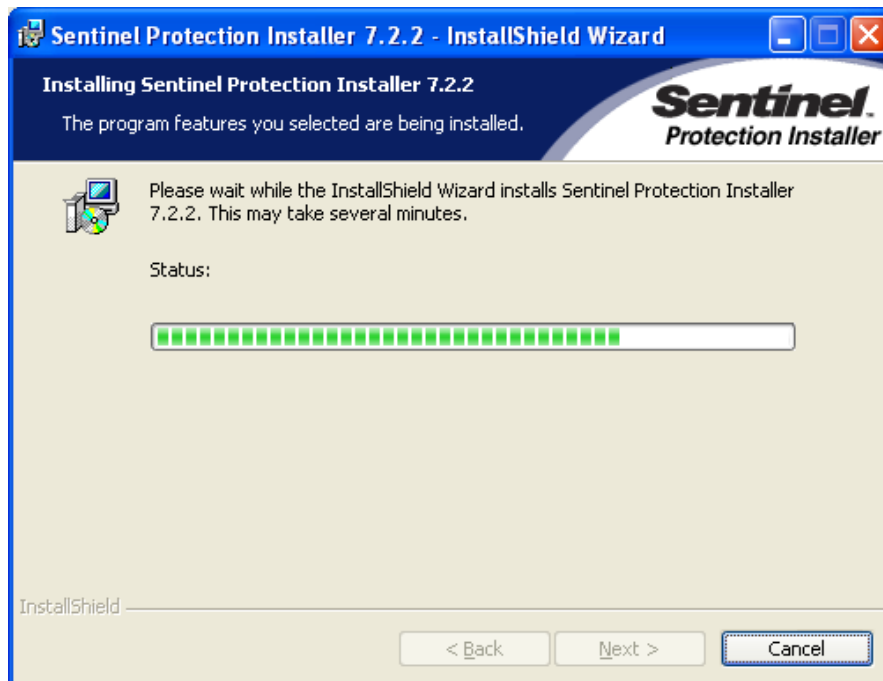 Sentinel Protection Installer 7.2.2 - InstallShield Wizard
Installing Sentinel Protection Installer 7.2.2
The program features you selected are being installed.
Sentinel.
Protection Installer
Please wait while the InstallShield Wizard installs Sentinel Protection Installer
7.2.2. This may take several minutes.
Status:
InstallShield
< Back
Next >
Cancel